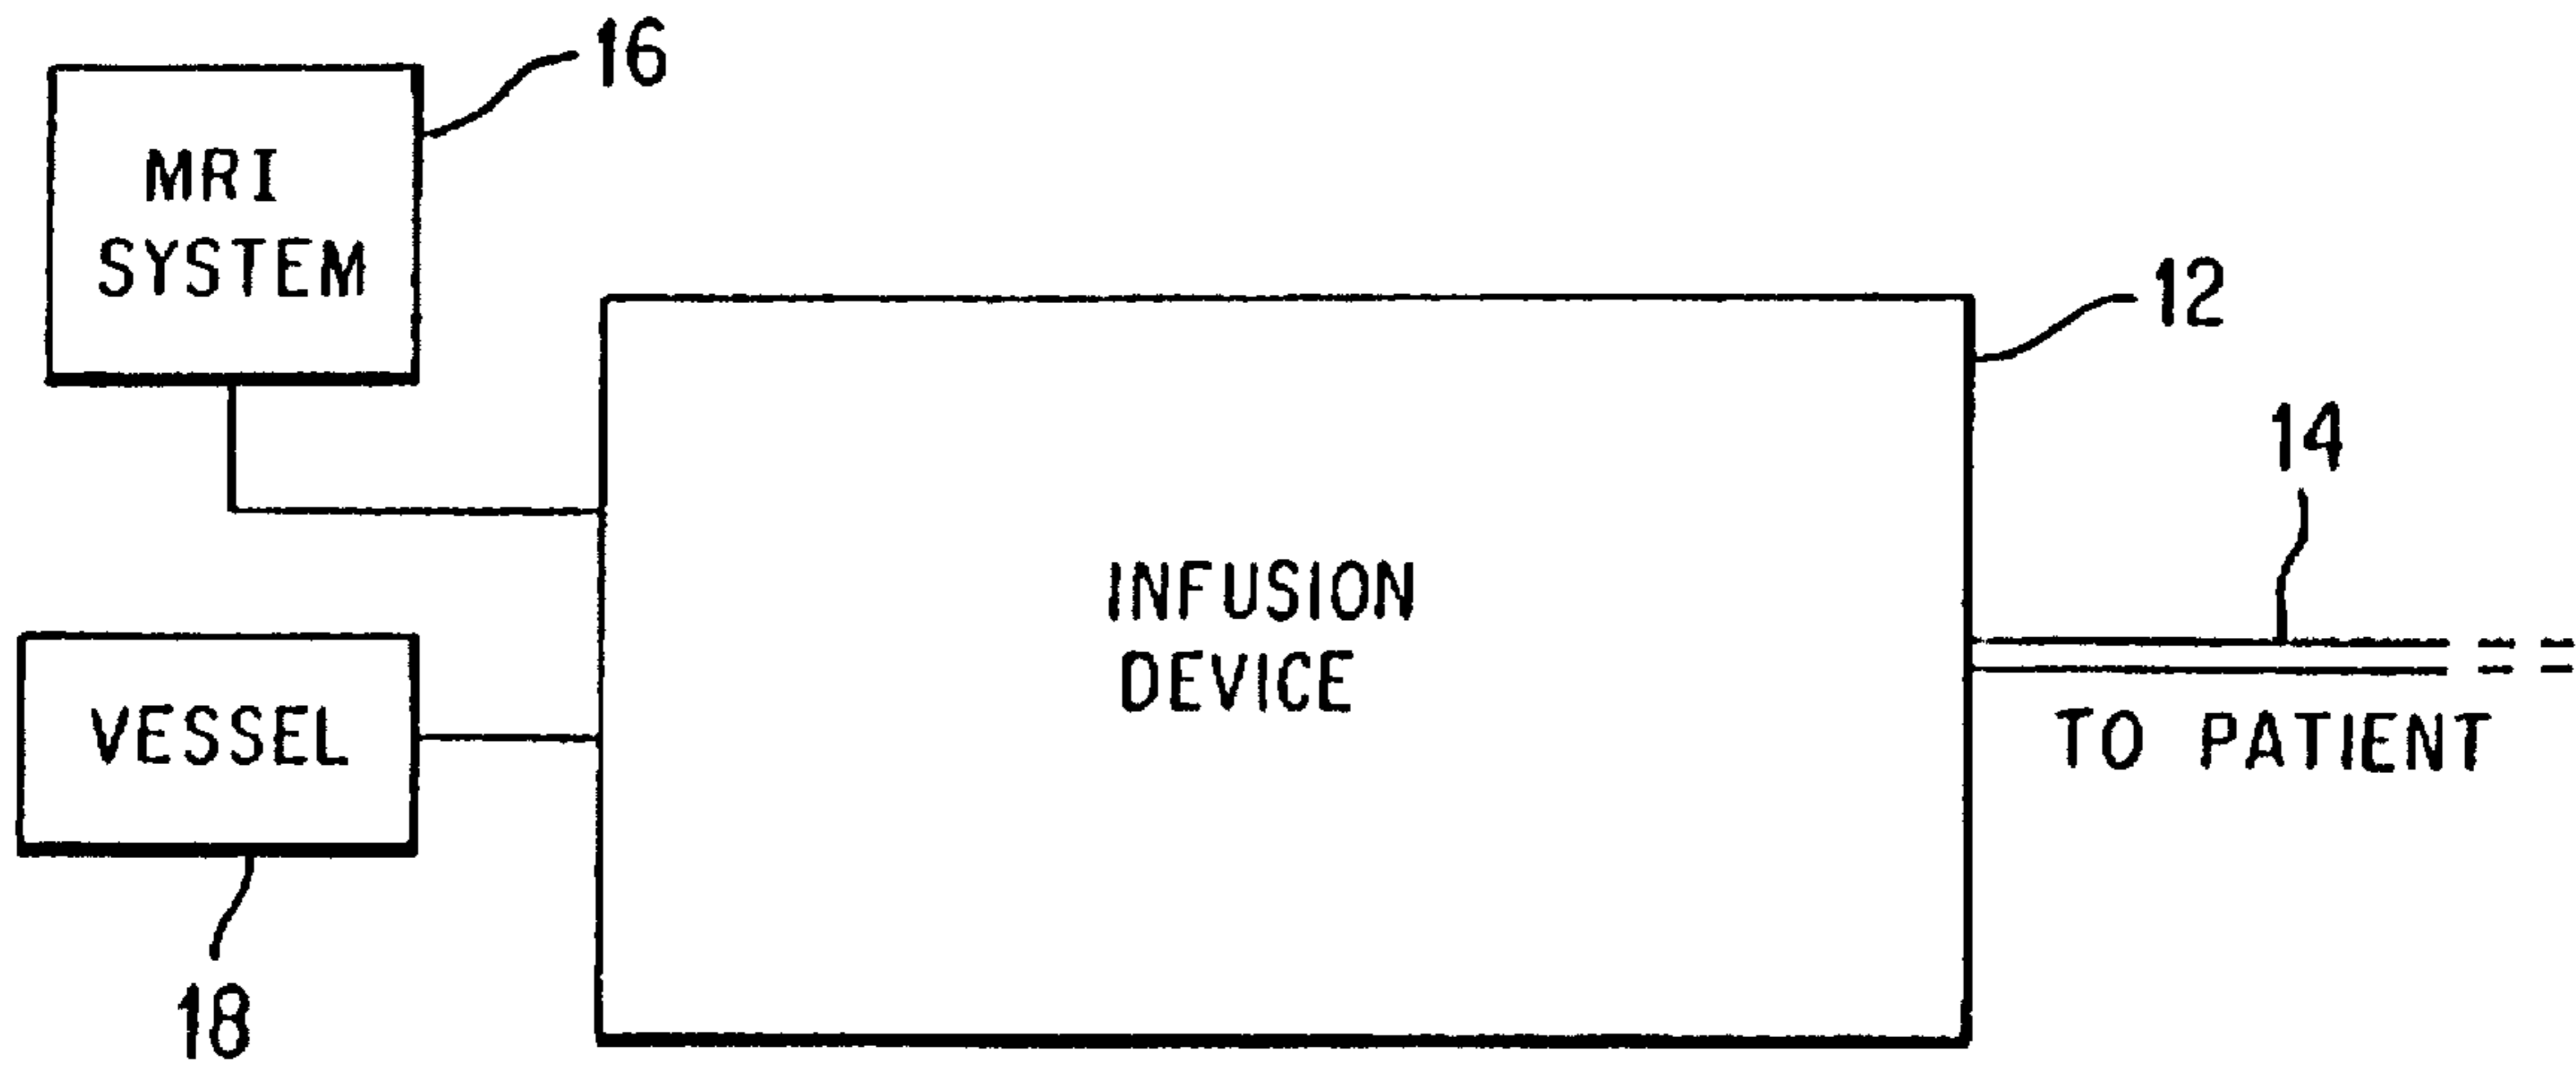 16
MRI
SYSTEM
12
14
INFUSION
DEVICE
VESSEL
TO PATIENT
18